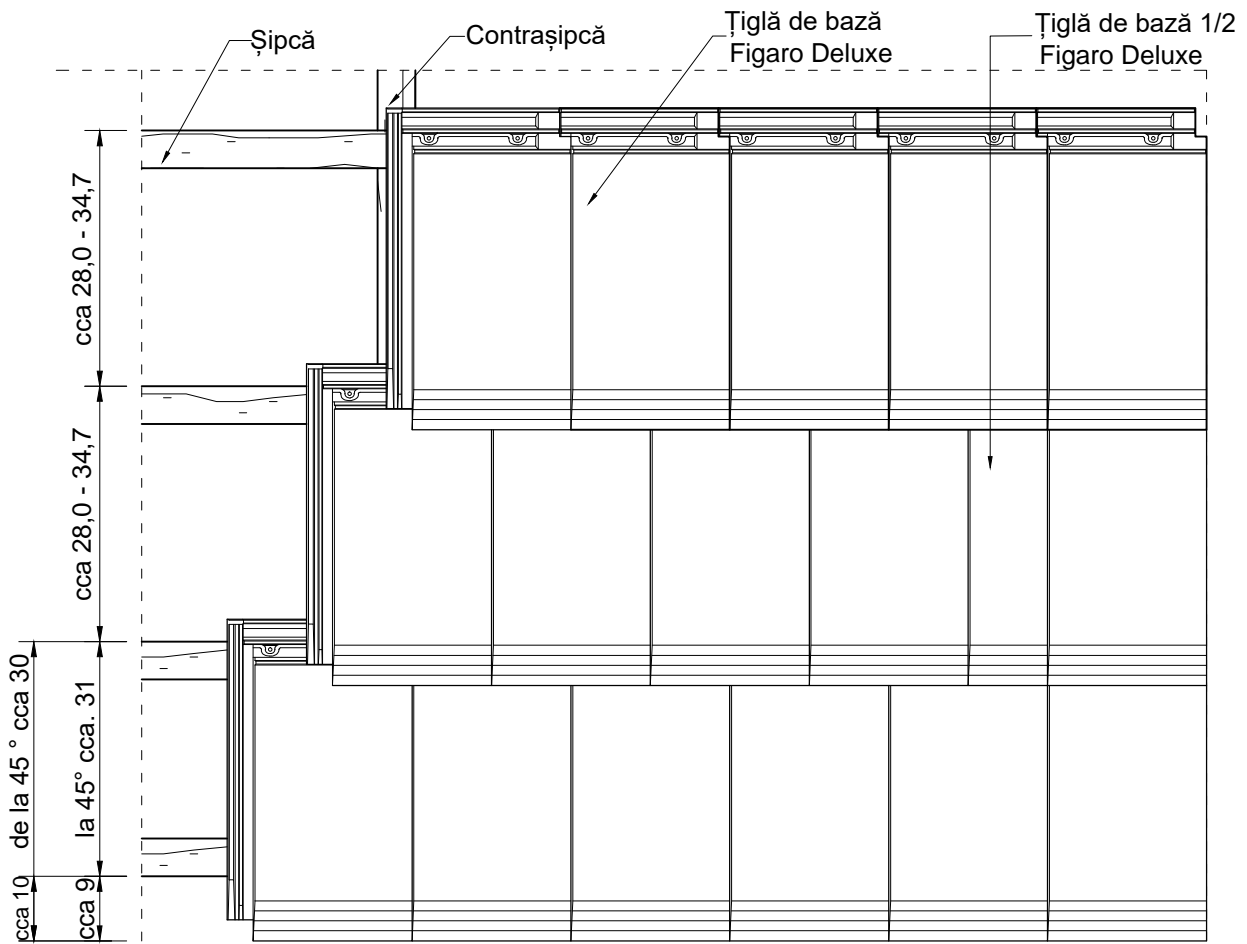 Șipcă
Contrașipcă
Țiglă de bază
Figaro Deluxe
Țiglă de bază 1/2
Figaro Deluxe
cca 28,0 - 34,7
cca 28,0 - 34,7
de la 45 ° cca 30
la 45° cca. 31
cca 10
cca 9